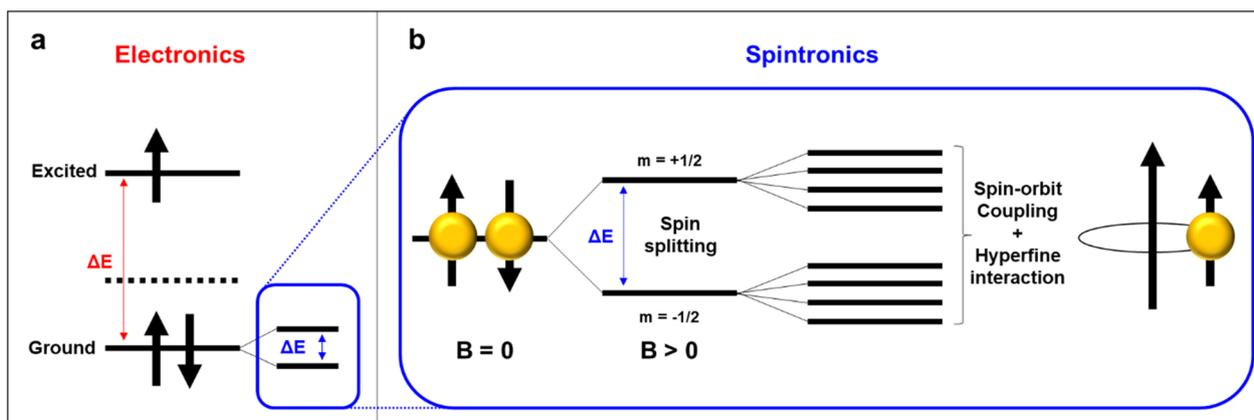 a
Electronics
Excited
ΔE
Ground
ΔE
b
Spintronics
m = +1/2
ΔE
Spin
splitting
m = -1/2
B = 0
B > 0
Spin-orbit
Coupling
+
Hyperfine
interaction